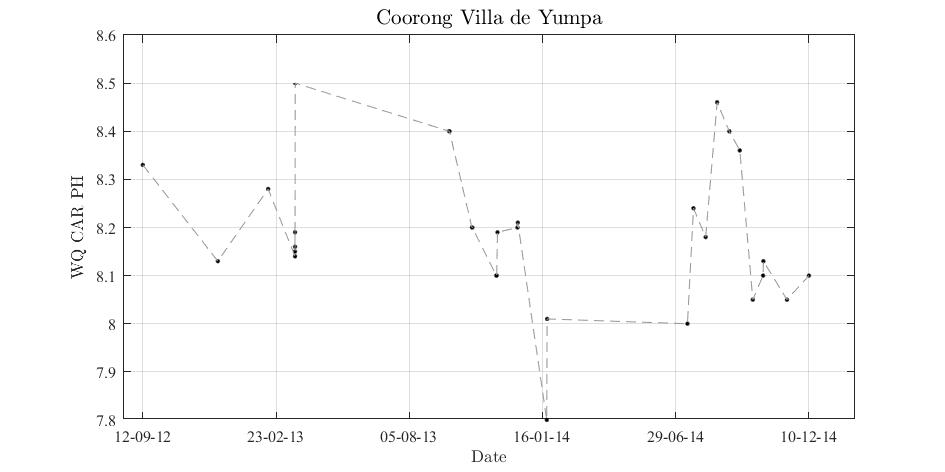 Coorong Villa de Yumpa
8.6
8.5
8.4
8.3
8.2
8.1
8
7.9
7.8
WQ CAR PH
12-09-12 23-02-13 05-08-13 16-01-14 29-06-14 10-12-14
Date